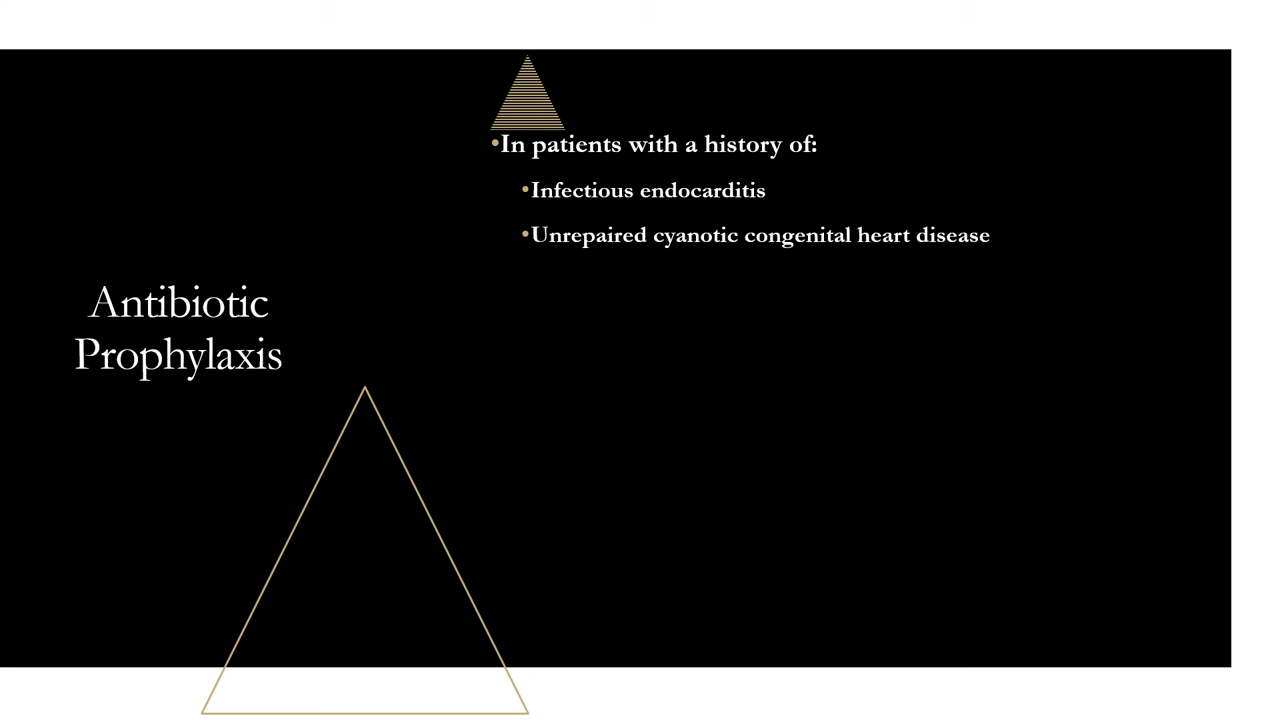 Antibiotic
Prophylaxis
•In patients with a history of:
•Infectious endocarditis
•Unrepaired cyanotic congenital heart disease